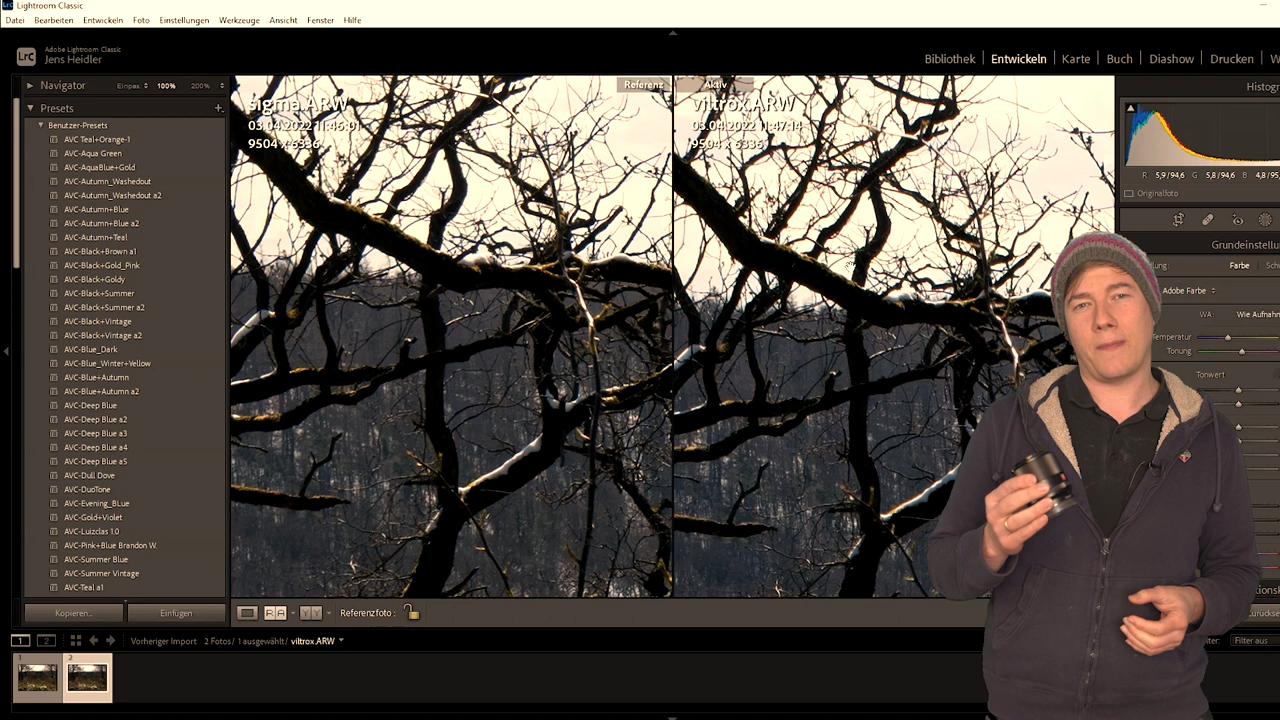 LrC Lightroom Classic
Datei Bearbeiten Entwickeln Foto Einstellungen Werkzeuge Ansicht Fenster Hilfe
LrC Adobe Lightroom Classic
Jens Heidler
Bibliothek | Entwickeln | Karte | Buch | Diashow | Drucken | W
Navigator Einpas. 100% 200%
Presets +
Benutzer-Presets
AVC-Teal+Orange-1
AVC-Aqua Green
AVC-AquaBlue+Gold
AVC-Autumn_Washedout
AVC-Autumn_Washedout a2
AVC-Autumn+Blue
AVC-Autumn+Blue a2
AVC-Autumn+Teal
AVC-Black+Brown a1
AVC-Black+Gold_Pink
AVC-Black+Goldy
AVC-Black+Summer
AVC-Black+Summer a2
AVC-Black+Vintage
AVC-Black+Vintage a2
AVC-Blue_Dark
AVC-Blue_Winter+Yellow
AVC-Blue+Autumn
AVC-Blue+Autumn a2
AVC-Deep Blue
AVC-Deep Blue a2
AVC-Deep Blue a3
AVC-Deep Blue a4
AVC-Deep Blue a5
AVC-Dull Dove
AVC-DuoTone
AVC-Evening_BLue
AVC-Gold+Violet
AVC-Luizclas 1.0
AVC-Pink+Blue Brandon W.
AVC-Summer Blue
AVC-Summer Vintage
AVC-Teal a1
Kopieren... Einfügen
Referenz
sigma.ARW
03.04.2022 11:46:01
9504 x 6336
Aktiv
viltrox.ARW
03.04.2022 11:47:14
9504 x 6336
Histogr
R 5,9/94,6 G 5,8/94,6 B 4,8/95,
Originalfoto
Grundeinstellu
lung: Farbe Sch
Adobe Farbe
WA: Wie Aufnahm
Temperatur
Tonung
Tonwert
R A Y Y Referenzfoto :
1 2 Vorheriger Import 2 Fotos/ 1 ausgewählt/ viltrox.ARW
Filter aus
1 2